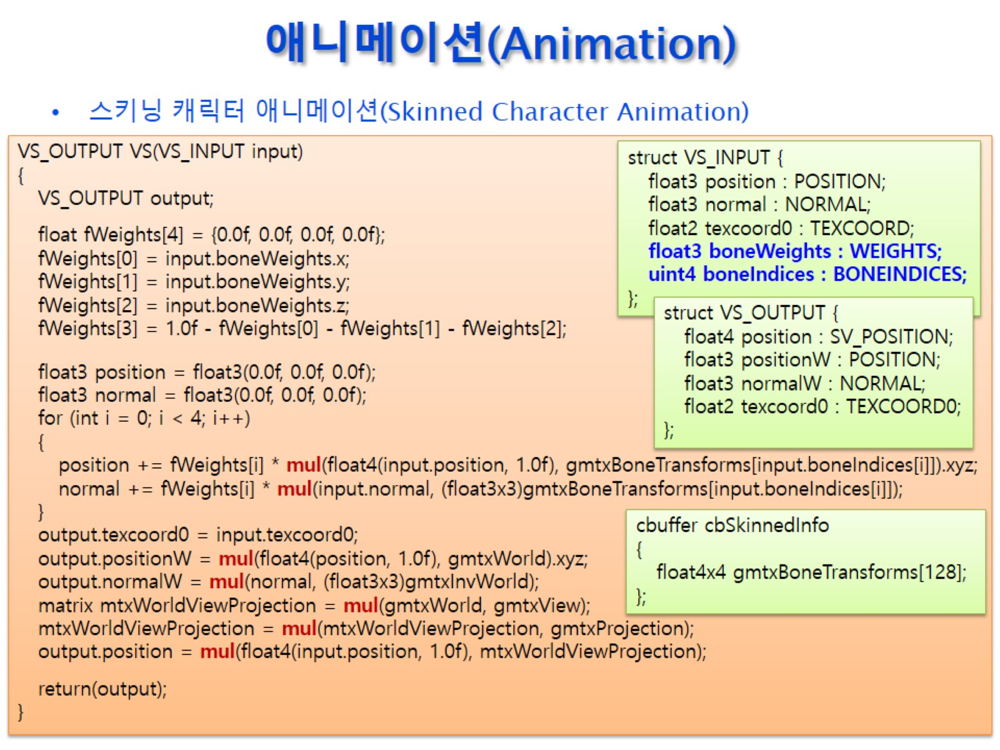 애니메이션(Animation)
• 스키닝 캐릭터 애니메이션(Skinned Character Animation)
VS_OUTPUT VS(VS_INPUT input)
{
VS_OUTPUT output;
float fWeights[4] = {0.0f, 0.0f, 0.0f, 0.0f};
fWeights[0] = input.boneWeights.x;
fWeights[1] = input.boneWeights.y;
fWeights[2] = input.boneWeights.z;
fWeights[3] = 1.0f - fWeights[0] - fWeights[1] - fWeights[2];
float3 position = float3(0.0f, 0.0f, 0.0f);
float3 normal = float3(0.0f, 0.0f, 0.0f);
for (int i = 0; i < 4; i++)
{
position += fWeights[i] * mul(float4(input.position, 1.0f), gmtxBoneTransforms[input.boneIndices[i]]).xyz;
normal += fWeights[i] * mul(input.normal, (float3x3)gmtxBoneTransforms[input.boneIndices[i]]);
}
output.texcoord0 = input.texcoord0;
output.positionW = mul(float4(position, 1.0f), gmtxWorld).xyz;
output.normalW = mul(normal, (float3x3)gmtxInvWorld);
matrix mtxWorldViewProjection = mul(gmtxWorld, gmtxView);
mtxWorldViewProjection = mul(mtxWorldViewProjection, gmtxProjection);
output.position = mul(float4(input.position, 1.0f), mtxWorldViewProjection);
return(output);
}
struct VS_INPUT {
float3 position : POSITION;
float3 normal : NORMAL;
float2 texcoord0 : TEXCOORD;
float3 boneWeights : WEIGHTS;
uint4 boneIndices : BONEINDICES;
};
struct VS_OUTPUT {
float4 position : SV_POSITION;
float3 positionW : POSITION;
float3 normalW : NORMAL;
float2 texcoord0 : TEXCOORD0;
};
cbuffer cbSkinnedInfo
{
float4x4 gmtxBoneTransforms[128];
};